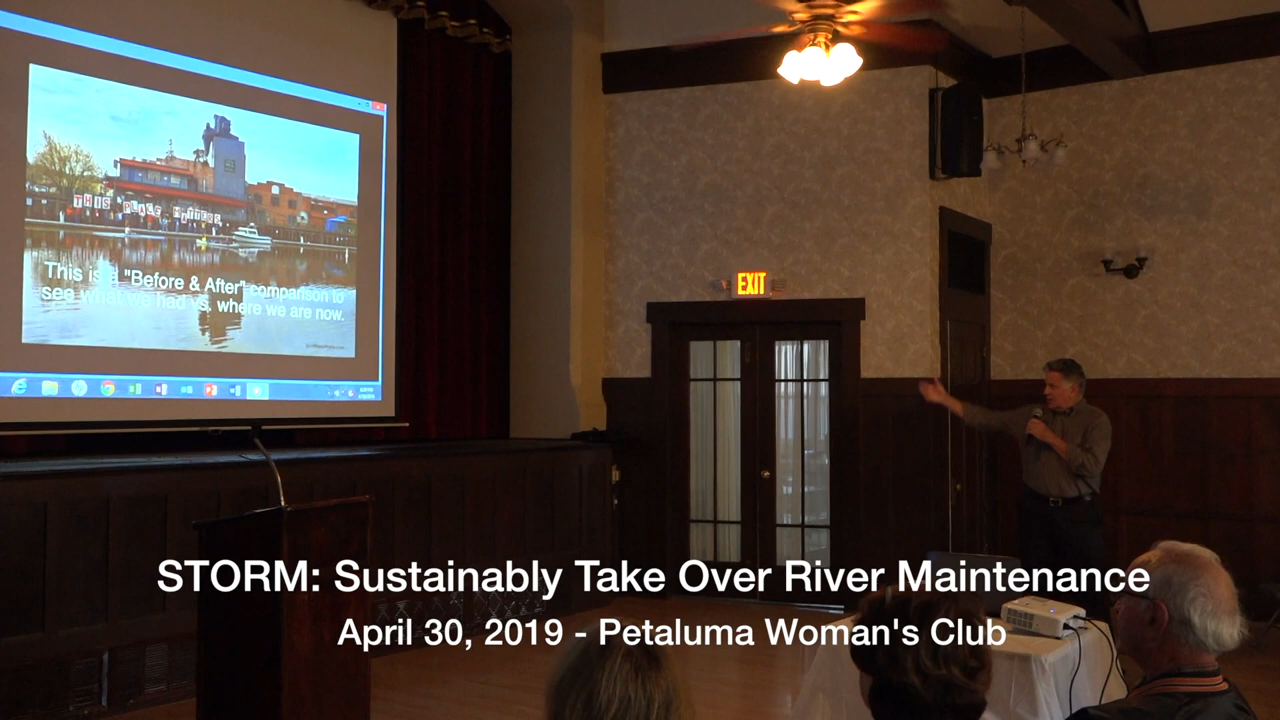 THIS PLACE MATTERS
This is a "Before & After" comparison to
see what we had vs. where we are now.
EXIT
STORM: Sustainably Take Over River Maintenance
April 30, 2019 - Petaluma Woman's Club